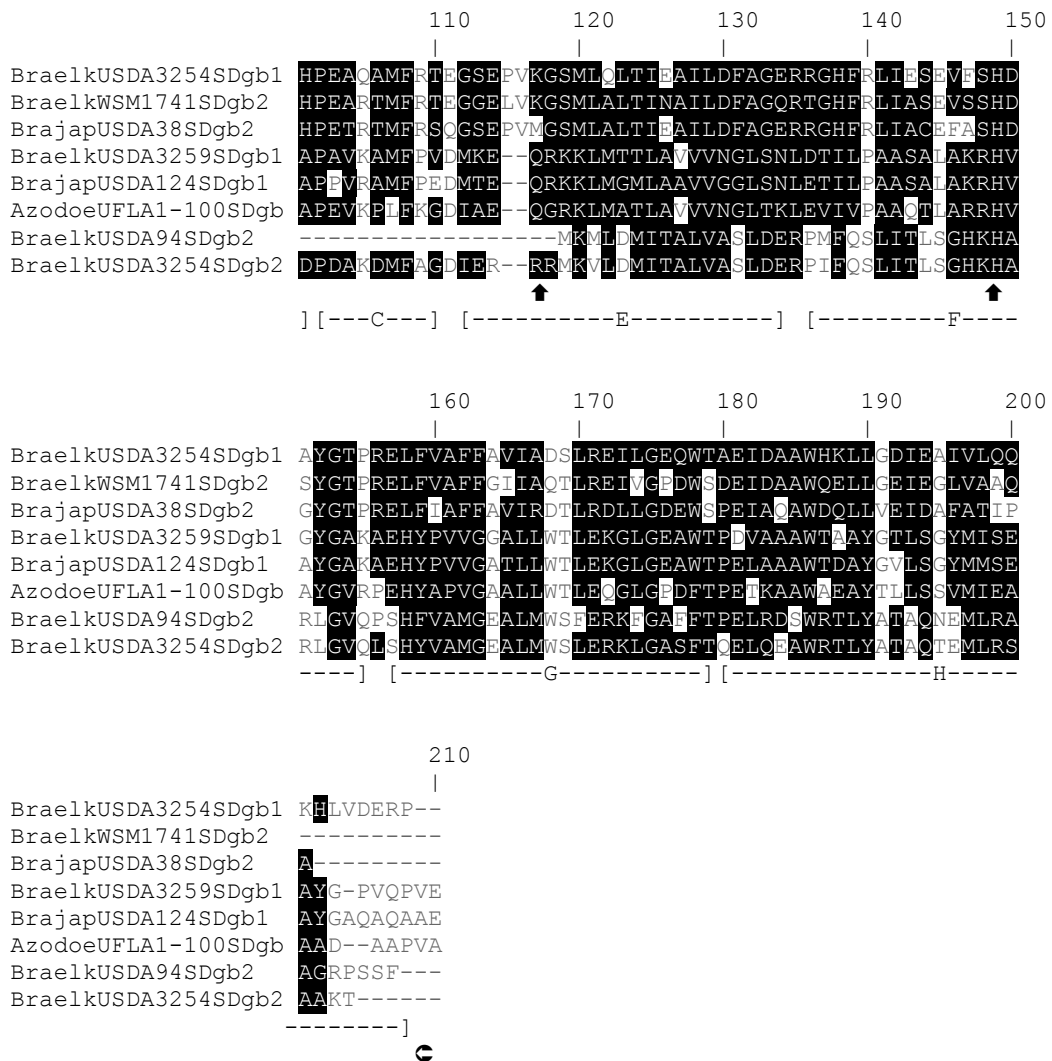 110 120 130 140 150
| | | | |
BraelkUSDA3254SDgb1 HPEAQAMFRTEGSEPVKGSMLQLTIEAILDFAGERRGHFRLIESEVFSHD
BraelkWSM1741SDgb2 HPEARTMFRTEGGELVKGSMLALTINAILDFAGQRTGHFRLIASEVSSHD
BrajapUSDA38SDgb2 HPETRTMFRSQGSEPVMGSMLALTIEAILDFAGERRGHFRLIACEFASHD
BraelkUSDA3259SDgb1 APAVKAMFPVDMKE--QRKKLMTTLAVVVNGLSNLDTILPAASALAKRHV
BrajapUSDA124SDgb1 APPVRAMFPEDMTE--QRKKLMGMLAAVVGGLSNLETILPAASALAKRHV
AzodoeUFLA1-100SDgb APEVKPLFKGDIAE--QGRKLMATLAVVVNGLTKLEVIVPAAQTLARRHV
BraelkUSDA94SDgb2 ------------------MKMLDMITALVASLDERPMFQSLITLSGHKHA
BraelkUSDA3254SDgb2 DPDAKDMFAGDIER--RRMKVLDMITALVASLDERPIFQSLITLSGHKHA
][---C---] [----------E----------] [---------F----
160 170 180 190 200
| | | | |
BraelkUSDA3254SDgb1 AYGTPRELFVAFFAVIADSLREILGEQWTAEIDAAWHKLLGDIEAIVLQQ
BraelkWSM1741SDgb2 SYGTPRELFVAFFGIIAQTLREIVGPDWSDEIDAAWQELLGEIEGLVAAQ
BrajapUSDA38SDgb2 GYGTPRELFIAFFAVIRDTLRDLLGDEWSPEIAQAWDQLLVEIDAFATIP
BraelkUSDA3259SDgb1 GYGAKAEHYPVVGGALLWTLEKGLGEAWTPDVAAAWTAAYGTLSGYMISE
BrajapUSDA124SDgb1 AYGAKAEHYPVVGATLLWTLEKGLGEAWTPELAAAWTDAYGVLSGYMMSE
AzodoeUFLA1-100SDgb AYGVRPEHYAPVGAALLWTLEQGLGPDFTPETKAAWAEAYTLLSSVMIEA
BraelkUSDA94SDgb2 RLGVQPSHFVAMGEALMWSFERKFGAFFTPELRDSWRTLYATAQNEMLRA
BraelkUSDA3254SDgb2 RLGVQLSHYVAMGEALMWSLERKLGASFTQELQEAWRTLYATAQTEMLRS
----] [----------G----------][--------------H-----
210
|
BraelkUSDA3254SDgb1 KHLVDERP--
BraelkWSM1741SDgb2 ----------
BrajapUSDA38SDgb2 A---------
BraelkUSDA3259SDgb1 AYG-PVQPVE
BrajapUSDA124SDgb1 AYGAQAQAAE
AzodoeUFLA1-100SDgb AAD--AAPVA
BraelkUSDA94SDgb2 AGRPSSF---
BraelkUSDA3254SDgb2 AAKT------
--------]